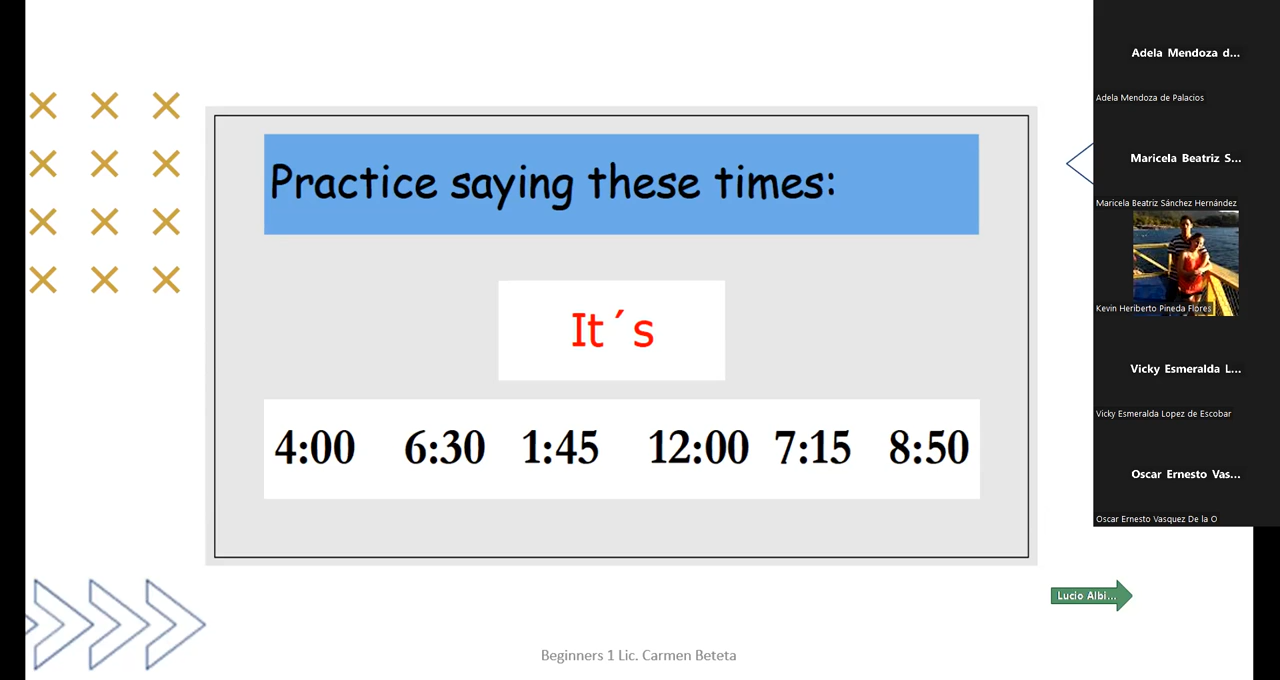 Practice saying these times:
It´s
4:00 6:30 1:45 12:00 7:15 8:50
Beginners 1 Lic. Carmen Beteta
Adela Mendoza d...
Adela Mendoza de Palacios
Maricela Beatriz S...
Maricela Beatriz Sánchez Hernández
Kevin Heriberto Pineda Flores
Vicky Esmeralda L...
Vicky Esmeralda Lopez de Escobar
Oscar Ernesto Vas...
Oscar Ernesto Vasquez De la O
Lucio Albi...